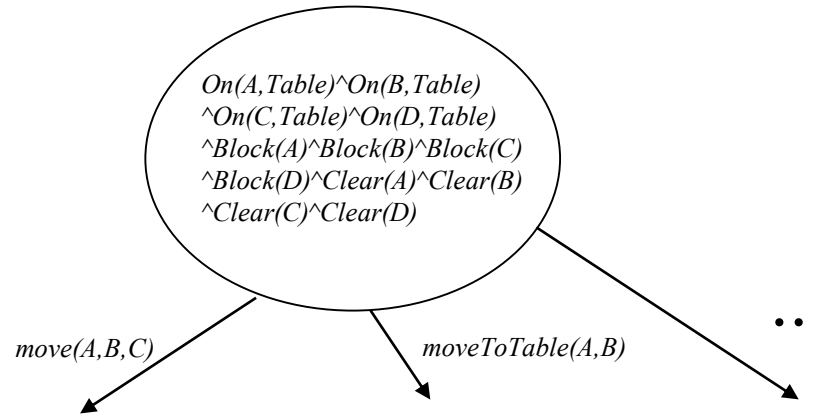 On(A,Table)^On(B,Table)
^On(C,Table)^On(D,Table)
^Block(A)^Block(B)^Block(C)
^Block(D)^Clear(A)^Clear(B)
^Clear(C)^Clear(D)
..
move(A,B,C)
moveToTable(A,B)